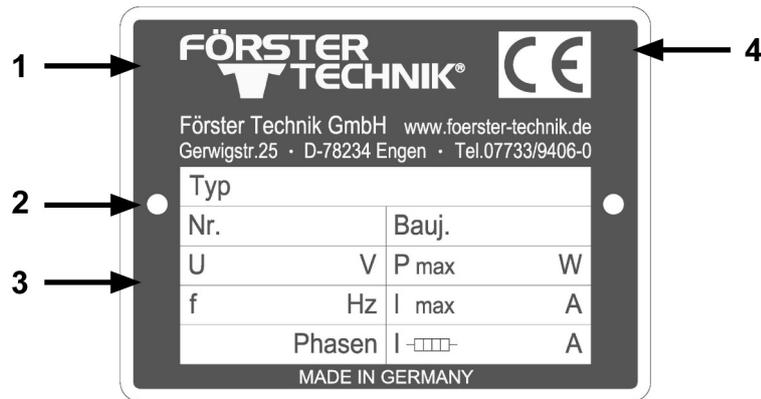 1
FÖRSTER
TECHNIK®
CE
4
Förster Technik GmbH www.foerster-technik.de
Gerwigstr.25 · D-78234 Engen · Tel.07733/9406-0
2
Typ
Nr. Bauj.
3
U V P max W
f Hz I max A
Phasen I A
MADE IN GERMANY